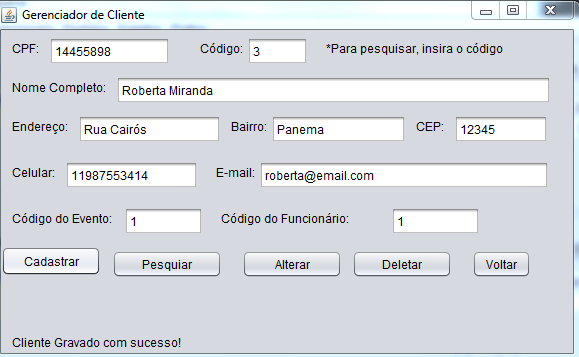 Gerenciador de Cliente
CPF: 14455898 Código: 3 *Para pesquisar, insira o código
Nome Completo: Roberta Miranda
Endereço: Rua Cairós Bairro: Panema CEP: 12345
Celular: 11987553414 E-mail: roberta@email.com
Código do Evento: 1 Código do Funcionário: 1
Cadastrar Pesquiar Alterar Deletar Voltar
Cliente Gravado com sucesso!